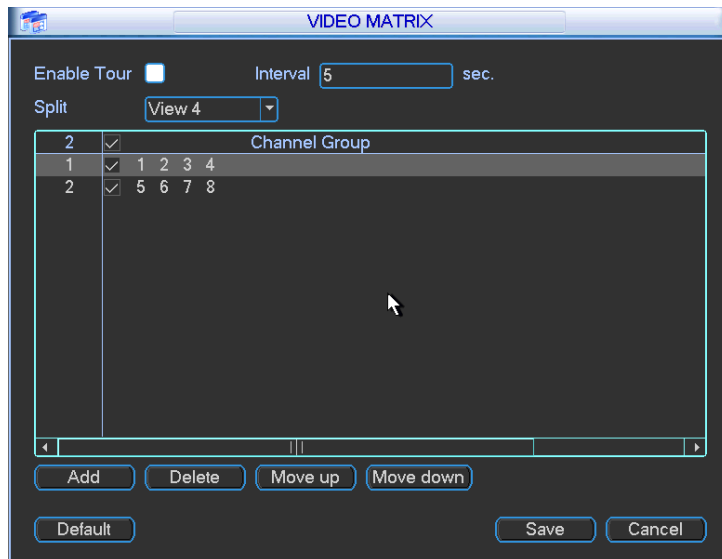 VIDEO MATRIX
Enable Tour Interval 5 sec.
Split View 4
2 Channel Group
1 1 2 3 4
2 5 6 7 8
Add Delete Move up Move down
Default Save Cancel